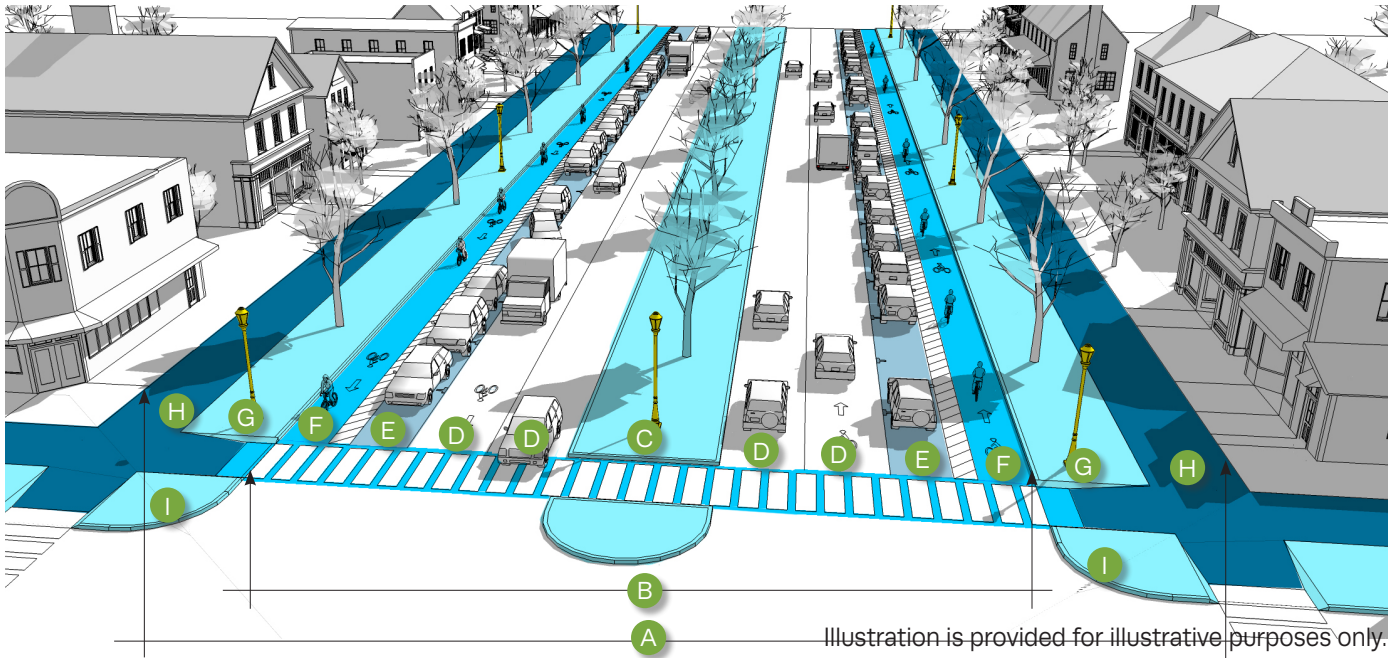 H G F E D D C D D E F G H
I I
B
A
Illustration is provided for illustrative purposes only.